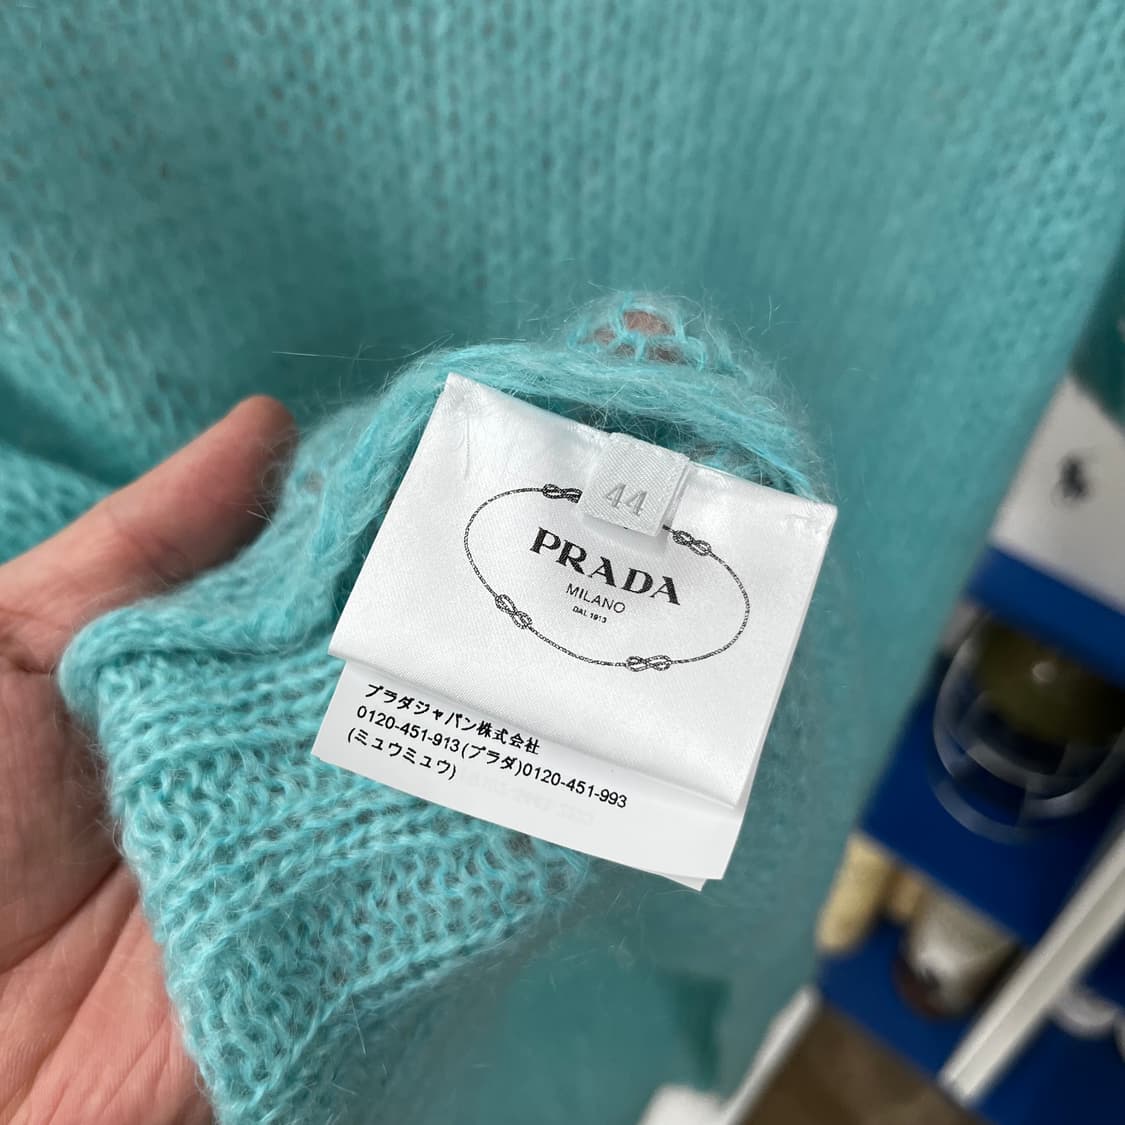 44
PRADA
MILANO
DAL 1913
プラダジャパン株式会社
0120-451-913(プラダ)0120-451-993
(ミュウミュウ)